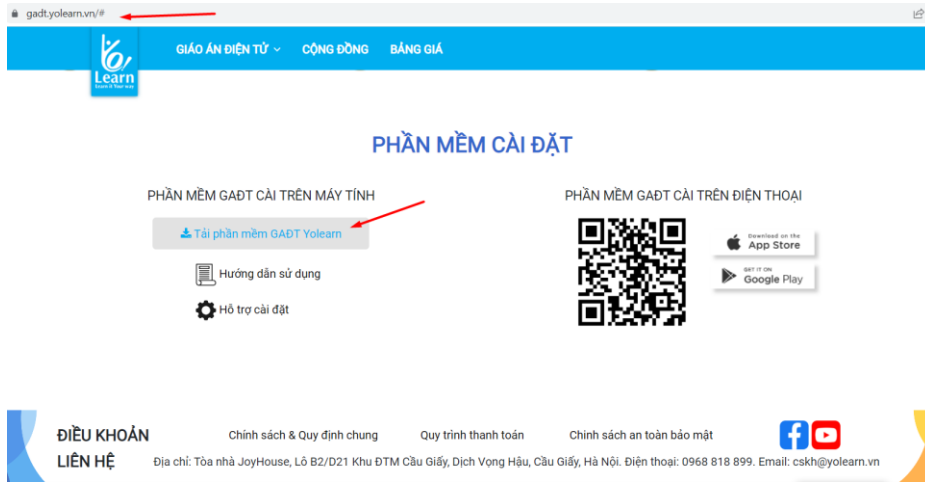 gadt.yolearn.vn/#
Yo!
Learn
Learn it Your way
GIÁO ÁN ĐIỆN TỬ
CỘNG ĐỒNG
BẢNG GIÁ
PHẦN MỀM CÀI ĐẶT
PHẦN MỀM GAĐT CÀI TRÊN MÁY TÍNH
Tải phần mềm GAĐT Yolearn
Hướng dẫn sử dụng
Hỗ trợ cài đặt
PHẦN MỀM GAĐT CÀI TRÊN ĐIỆN THOẠI
Download on the
App Store
GET IT ON
Google Play
ĐIỀU KHOẢN
Chính sách & Quy định chung
Quy trình thanh toán
Chính sách an toàn bảo mật
LIÊN HỆ
Địa chỉ: Tòa nhà JoyHouse, Lô B2/D21 Khu ĐTM Cầu Giấy, Dịch Vọng Hậu, Cầu Giấy, Hà Nội. Điện thoại: 0968 818 899. Email: cskh@yolearn.vn